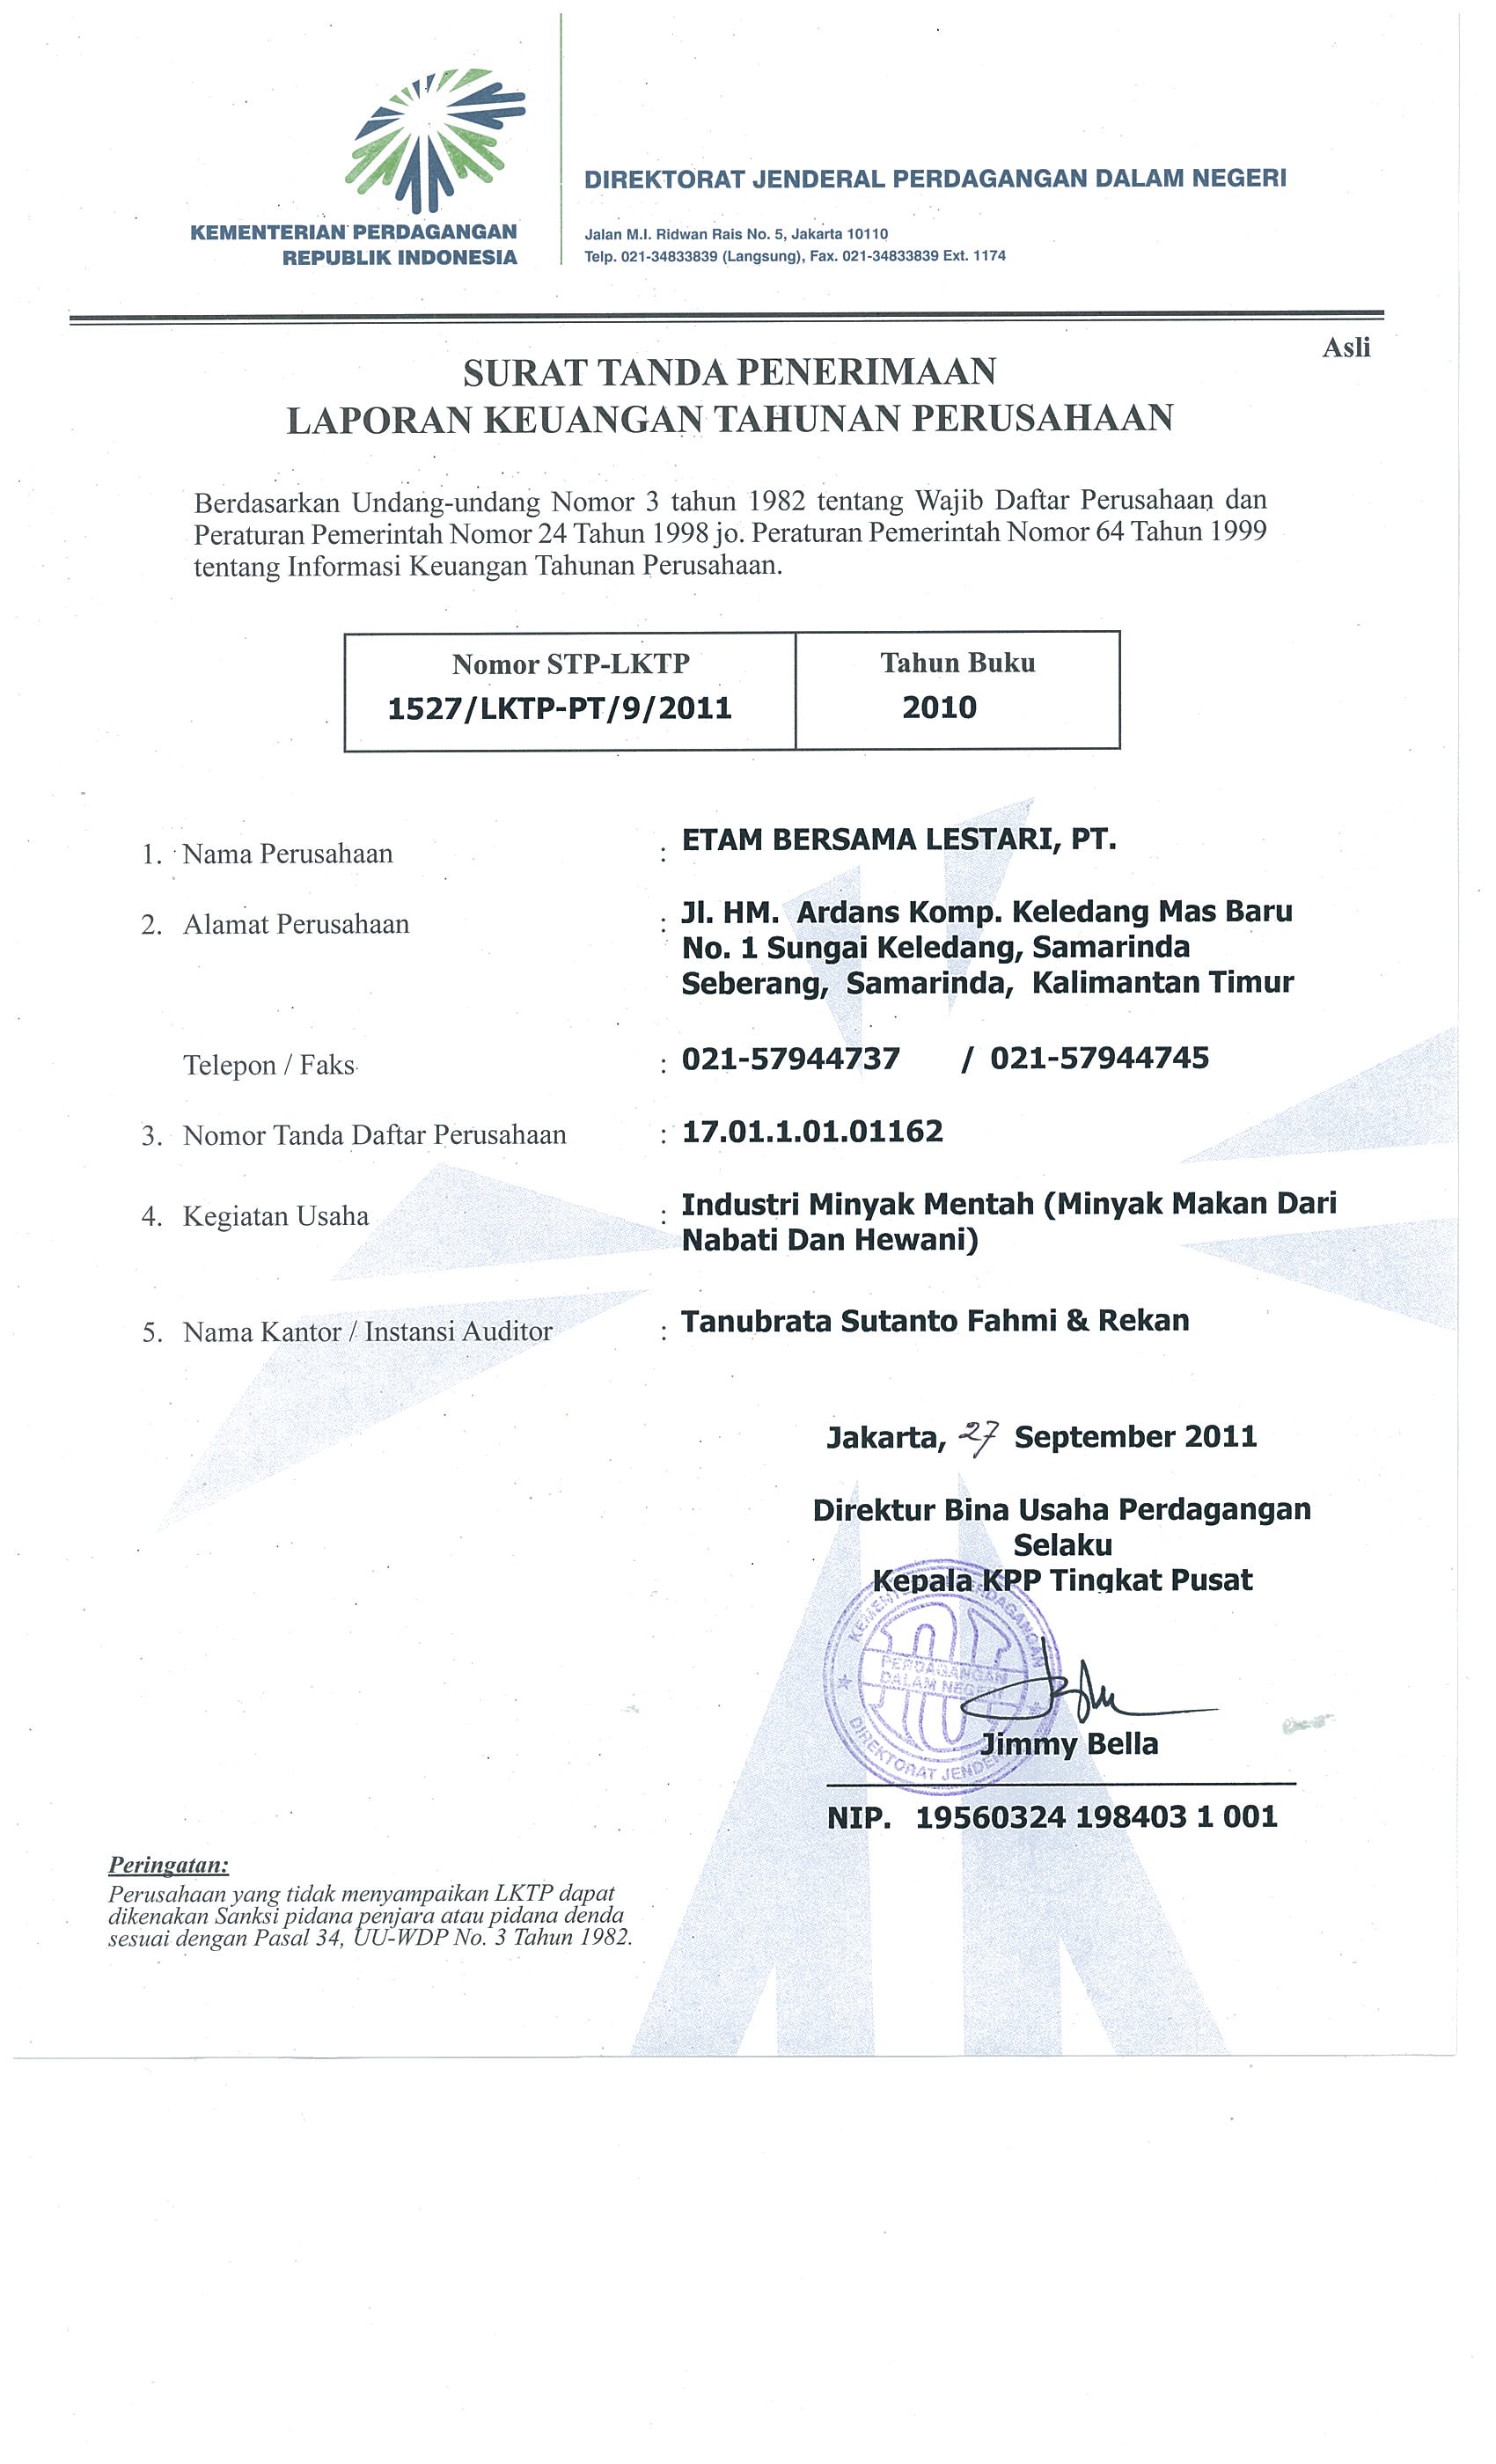 KEMENTERIAN PERDAGANGAN
REPUBLIK INDONESIA
DIREKTORAT JENDERAL PERDAGANGAN DALAM NEGERI
Jalan M.I. Ridwan Rais No. 5, Jakarta 10110
Telp. 021-34833839 (Langsung), Fax. 021-34833839 Ext. 1174
Asli
SURAT TANDA PENERIMAAN
LAPORAN KEUANGAN TAHUNAN PERUSAHAAN
Berdasarkan Undang-undang Nomor 3 tahun 1982 tentang Wajib Daftar Perusahaan dan
Peraturan Pemerintah Nomor 24 Tahun 1998 jo. Peraturan Pemerintah Nomor 64 Tahun 1999
tentang Informasi Keuangan Tahunan Perusahaan.
Nomor STP-LKTP Tahun Buku
1527/LKTP-PT/9/2011 2010
1. Nama Perusahaan : ETAM BERSAMA LESTARI, PT.
2. Alamat Perusahaan : Jl. HM. Ardans Komp. Keledang Mas Baru
No. 1 Sungai Keledang, Samarinda
Seberang, Samarinda, Kalimantan Timur
Telepon / Faks : 021-57944737 / 021-57944745
3. Nomor Tanda Daftar Perusahaan : 17.01.1.01.01162
4. Kegiatan Usaha : Industri Minyak Mentah (Minyak Makan Dari
Nabati Dan Hewani)
5. Nama Kantor / Instansi Auditor : Tanubrata Sutanto Fahmi & Rekan
Jakarta, 27 September 2011
Direktur Bina Usaha Perdagangan
Selaku
Kepala KPP Tingkat Pusat
KEMENTERIAN PERDAGANGAN
PERDAGANGAN
DALAM NEGERI
DIREKTORAT JENDERAL
Jimmy Bella
NIP. 19560324 198403 1 001
Peringatan:
Perusahaan yang tidak menyampaikan LKTP dapat
dikenakan Sanksi pidana penjara atau pidana denda
sesuai dengan Pasal 34, UU-WDP No. 3 Tahun 1982.